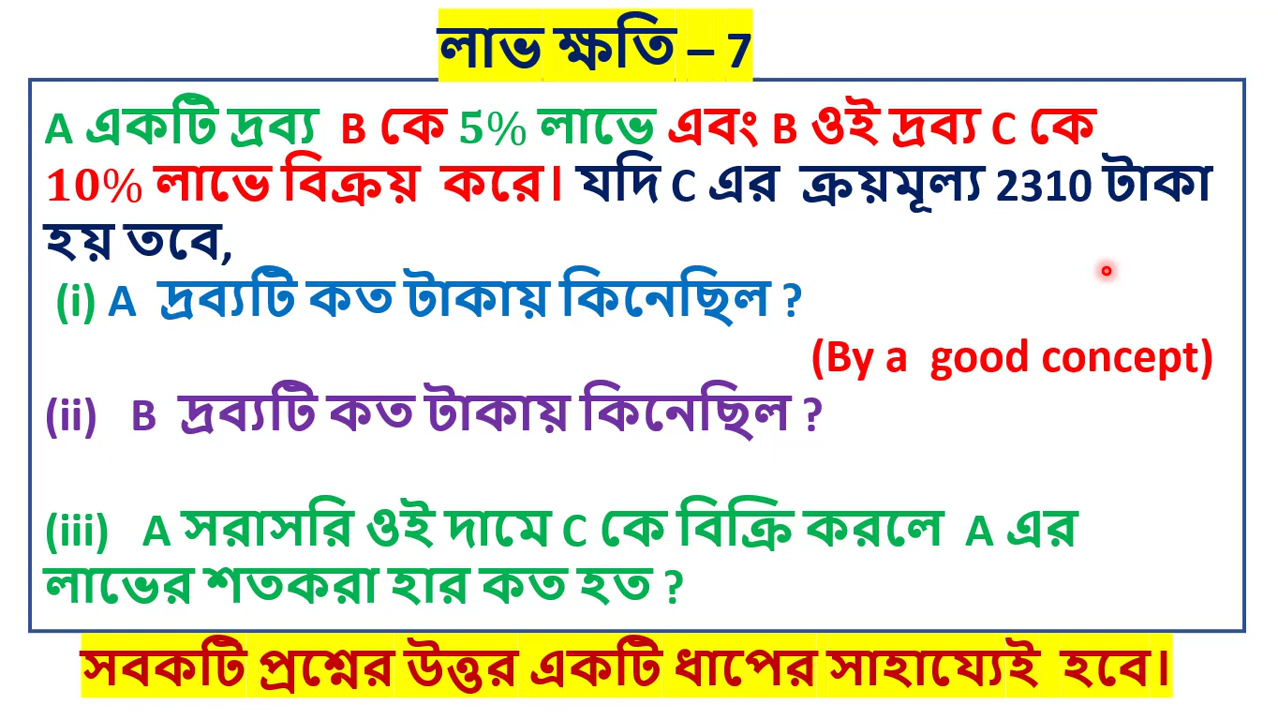 লাভ ক্ষতি – 7
A একটি দ্রব্য B কে 5% লাভে এবং B ওই দ্রব্য C কে
10% লাভে বিক্রয় করে। যদি C এর ক্রয়মূল্য 2310 টাকা
হয় তবে,
(i) A দ্রব্যটি কত টাকায় কিনেছিল ?
(By a good concept)
(ii) B দ্রব্যটি কত টাকায় কিনেছিল ?
(iii) A সরাসরি ওই দামে C কে বিক্রি করলে A এর
লাভের শতকরা হার কত হত ?
সবকটি প্রশ্নের উত্তর একটি ধাপের সাহায্যেই হবে।